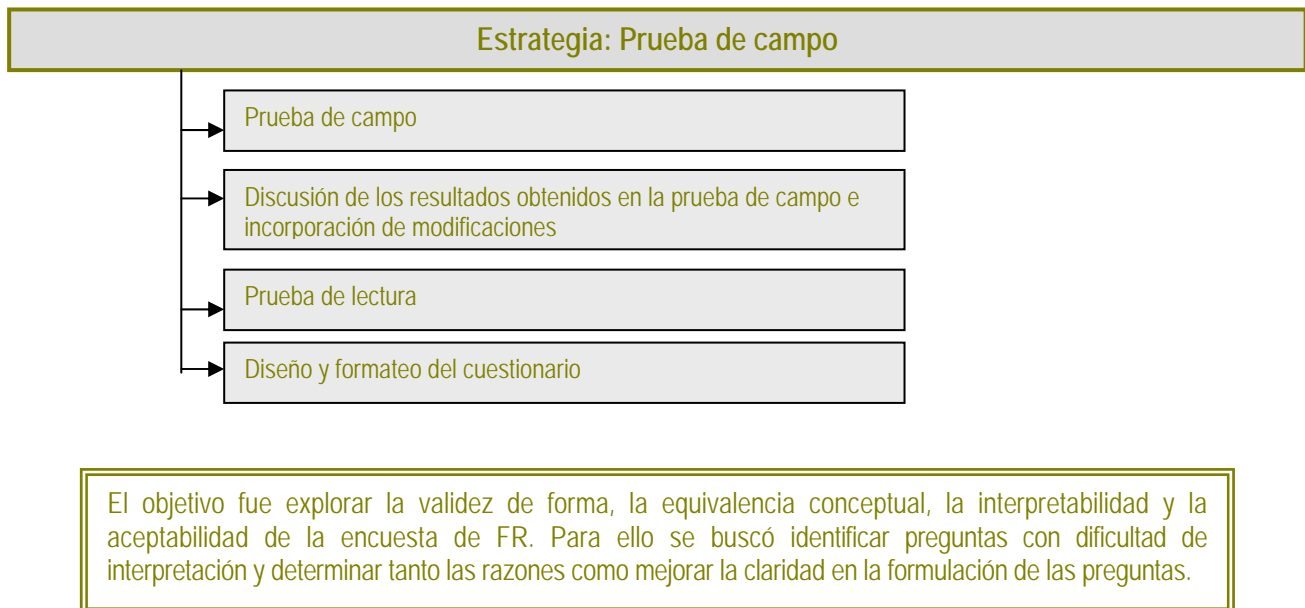 Estrategia: Prueba de campo
Prueba de campo
Discusión de los resultados obtenidos en la prueba de campo e
incorporación de modificaciones
Prueba de lectura
Diseño y formateo del cuestionario
El objetivo fue explorar la validez de forma, la equivalencia conceptual, la interpretabilidad y la
aceptabilidad de la encuesta de FR. Para ello se buscó identificar preguntas con dificultad de
interpretación y determinar tanto las razones como mejorar la claridad en la formulación de las preguntas.